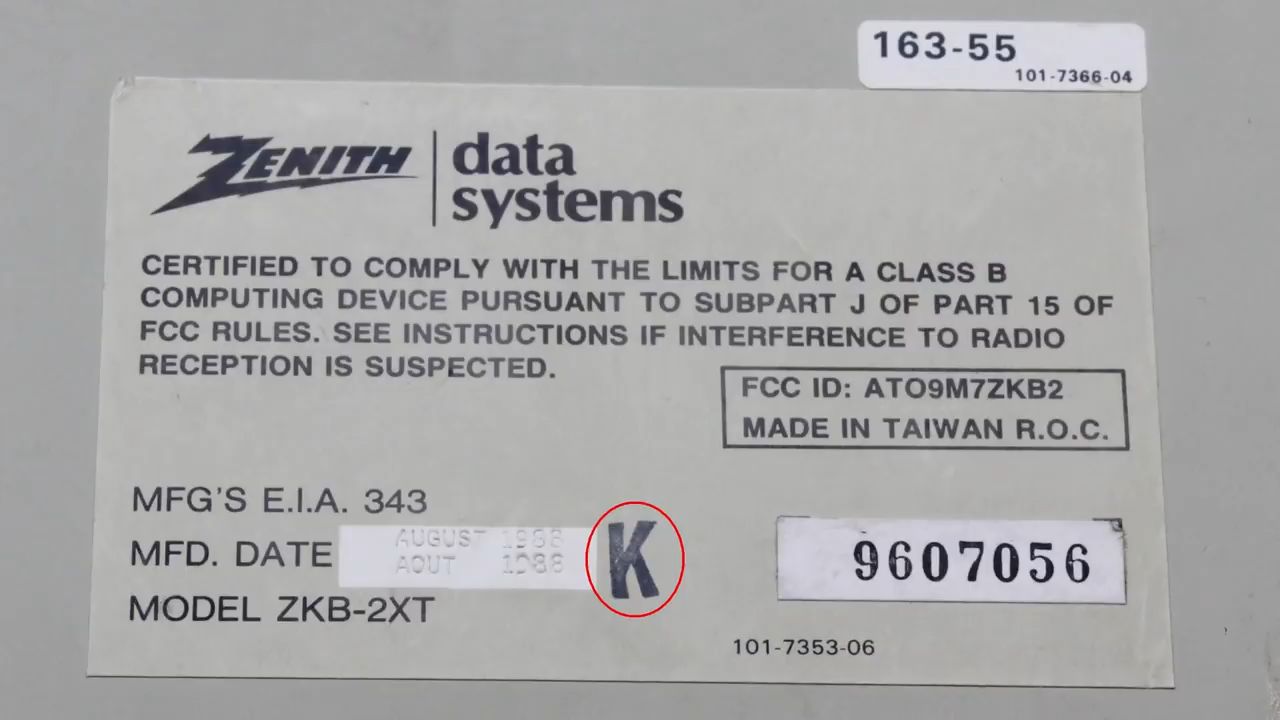 163-55
101-7366-04
ZENITH data systems
CERTIFIED TO COMPLY WITH THE LIMITS FOR A CLASS B
COMPUTING DEVICE PURSUANT TO SUBPART J OF PART 15 OF
FCC RULES. SEE INSTRUCTIONS IF INTERFERENCE TO RADIO
RECEPTION IS SUSPECTED.
FCC ID: ATO9M7ZKB2
MADE IN TAIWAN R.O.C.
MFG'S E.I.A. 343
MFD. DATE
AUGUST 1988
AOUT 1988
K
9607056
MODEL ZKB-2XT
101-7353-06